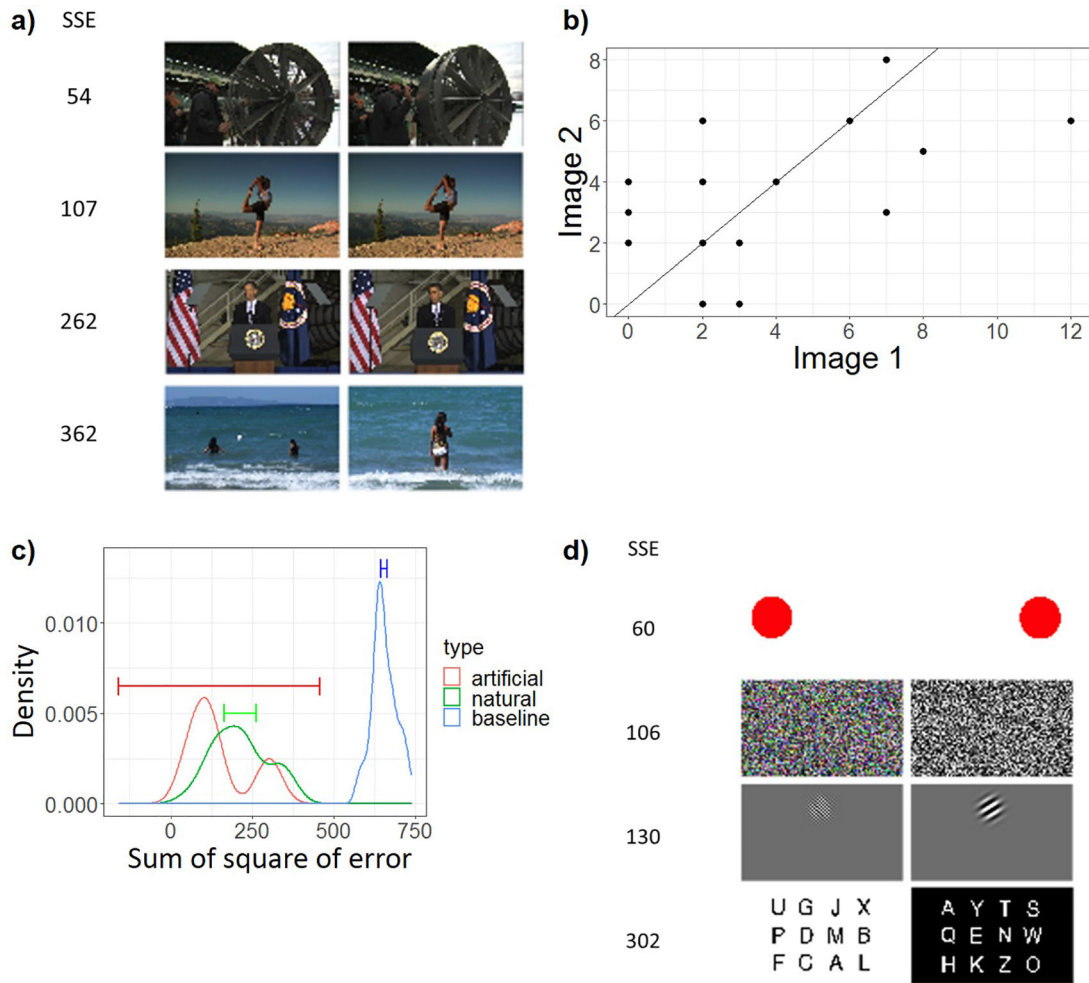 a)
SSE
54
107
262
362
b)
Image 2
8
6
4
2
0
0 2 4 6 8 10 12
Image 1
c)
Density
0.010
0.005
0.000
0 250 500 750
Sum of square of error
type
artificial
natural
baseline
d)
SSE
60
106
130
302
U G J X
P D M B
F C A L
A Y T S
Q E N W
H K Z O